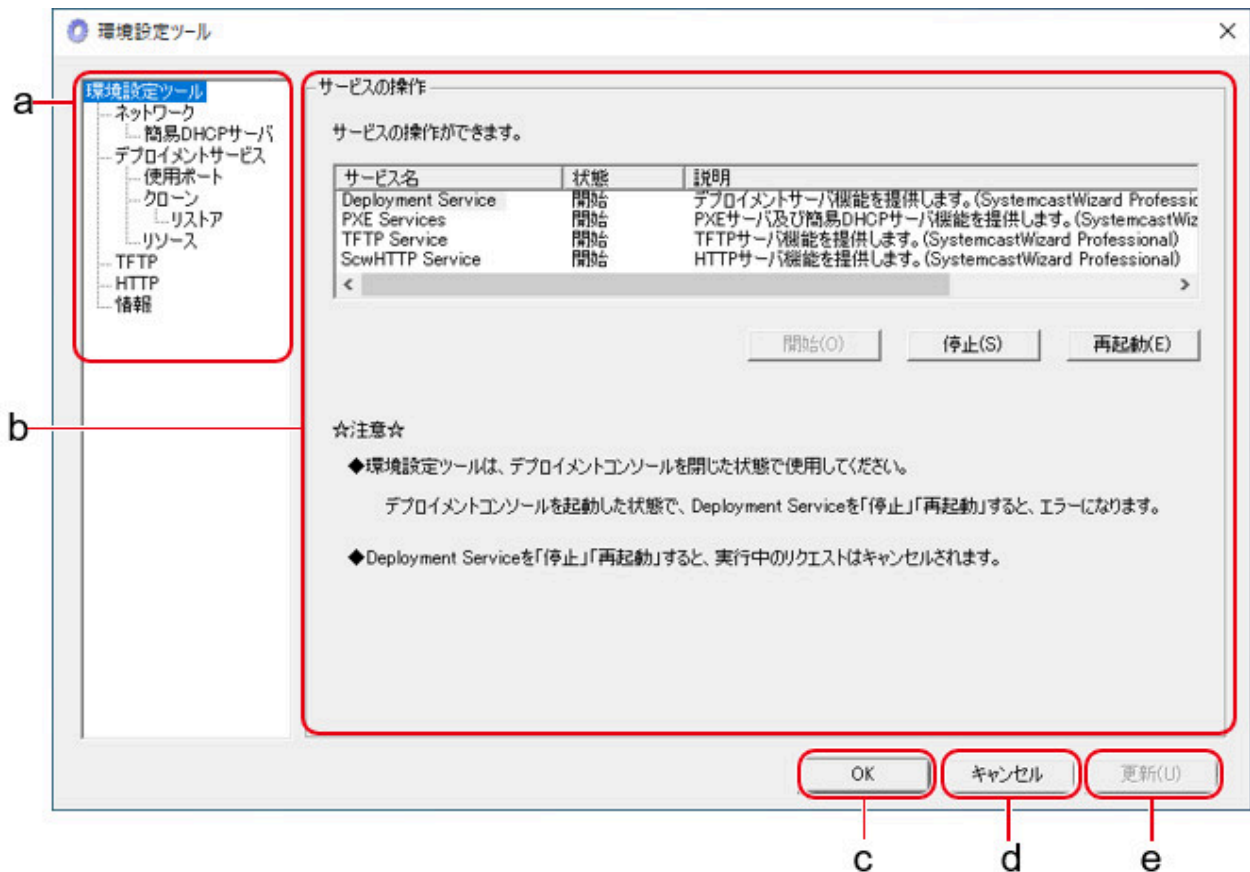 環境設定ツール
a
環境設定ツール
ネットワーク
簡易DHCPサーバ
デプロイメントサービス
使用ポート
クローン
リストア
リソース
TFTP
HTTP
情報
b
サービスの操作
サービスの操作ができます。
サービス名 状態 説明
Deployment Service 開始 デプロイメントサーバ機能を提供します。(SystemcastWizard Professic
PXE Services 開始 PXEサーバ及び簡易DHCPサーバ機能を提供します。(SystemcastWiz
TFTP Service 開始 TFTPサーバ機能を提供します。(SystemcastWizard Professional)
ScwHTTP Service 開始 HTTPサーバ機能を提供します。(SystemcastWizard Professional)
開始(O) 停止(S) 再起動(E)
☆注意☆
◆環境設定ツールは、デプロイメントコンソールを閉じた状態で使用してください。
デプロイメントコンソールを起動した状態で、Deployment Serviceを「停止」「再起動」すると、エラーになります。
◆Deployment Serviceを「停止」「再起動」すると、実行中のリクエストはキャンセルされます。
OK キャンセル 更新(U)
c d e